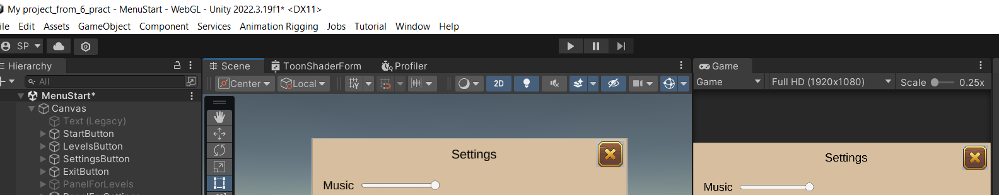 My project_from_6_pract - MenuStart - WebGL - Unity 2022.3.19f1* <DX11>
ile Edit Assets GameObject Component Services Animation Rigging Jobs Tutorial Window Help
SP
Hierarchy
All
MenuStart*
Canvas
Text (Legacy)
StartButton
LevelsButton
SettingsButton
ExitButton
PanelForLevels
Scene ToonShaderForm Profiler
Center Local 2D
Settings
Music
Game
Game Full HD (1920x1080) Scale 0.25x
Settings
Music